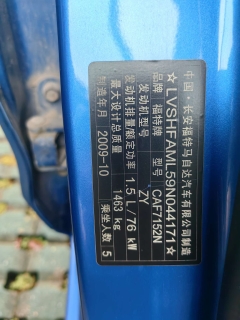 中国·长安福特马自达汽车有限公司制造
☆LVSHFAML59N044171☆
品牌 福特牌 CAF7152N
发动机型号 ZY
发动机排量/额定功率 1.5 L/76 kW
最大设计总质量 1463 kg 乘坐人数 5
制造年月 2009-10